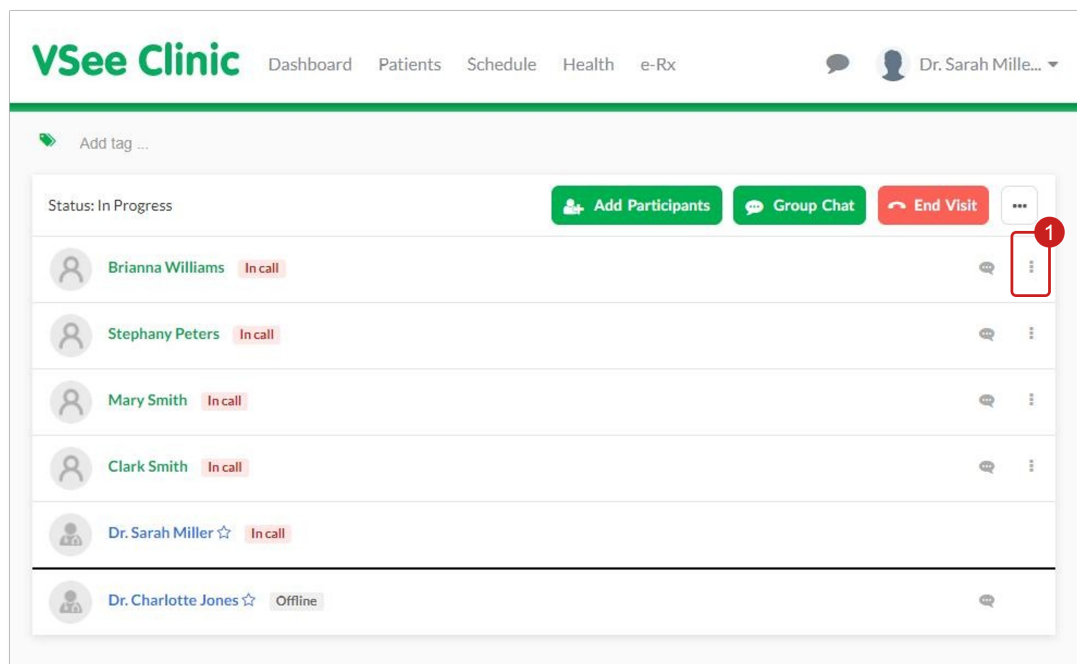 VSee Clinic Dashboard Patients Schedule Health e-Rx Dr. Sarah Mille...
Add tag ...
Status: In Progress Add Participants Group Chat End Visit ...
1
Brianna Williams In call
Stephany Peters In call
Mary Smith In call
Clark Smith In call
Dr. Sarah Miller In call
Dr. Charlotte Jones Offline